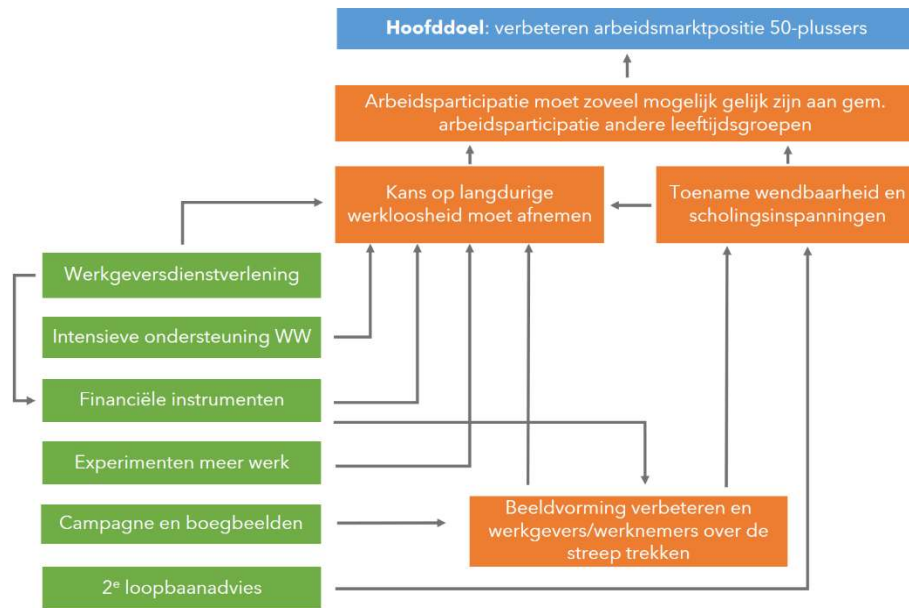 Hoofddoel: verbeteren arbeidsmarktpositie 50-plussers
Arbeidsparticipatie moet zoveel mogelijk gelijk zijn aan gem.
arbeidsparticipatie andere leeftijdsgroepen
Kans op langdurige
werkloosheid moet afnemen
Toename wendbaarheid en
scholingsinspanningen
Werkgeversdienstverlening
Intensieve ondersteuning WW
Financiële instrumenten
Experimenten meer werk
Campagne en boegbeelden
2e loopbaanadvies
Beeldvorming verbeteren en
werkgevers/werknemers over de
streep trekken